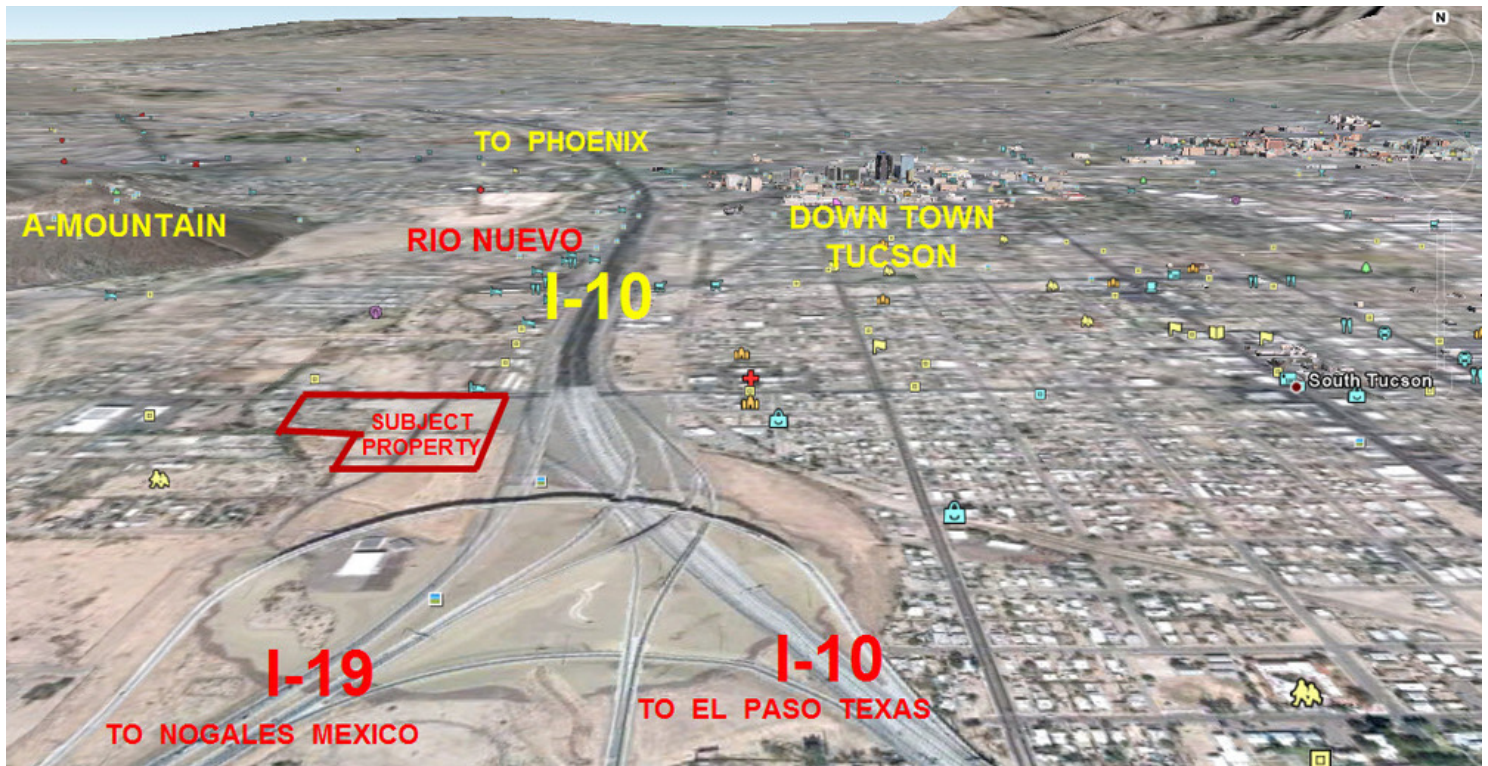 N
TO PHOENIX
A-MOUNTAIN
RIO NUEVO
DOWN TOWN
TUCSON
I-10
South Tucson
SUBJECT
PROPERTY
I-19
I-10
TO EL PASO TEXAS
TO NOGALES MEXICO